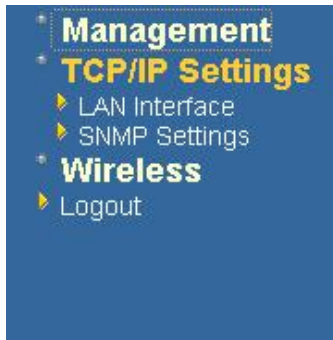 Management
TCP/IP Settings
LAN Interface
SNMP Settings
Wireless
Logout